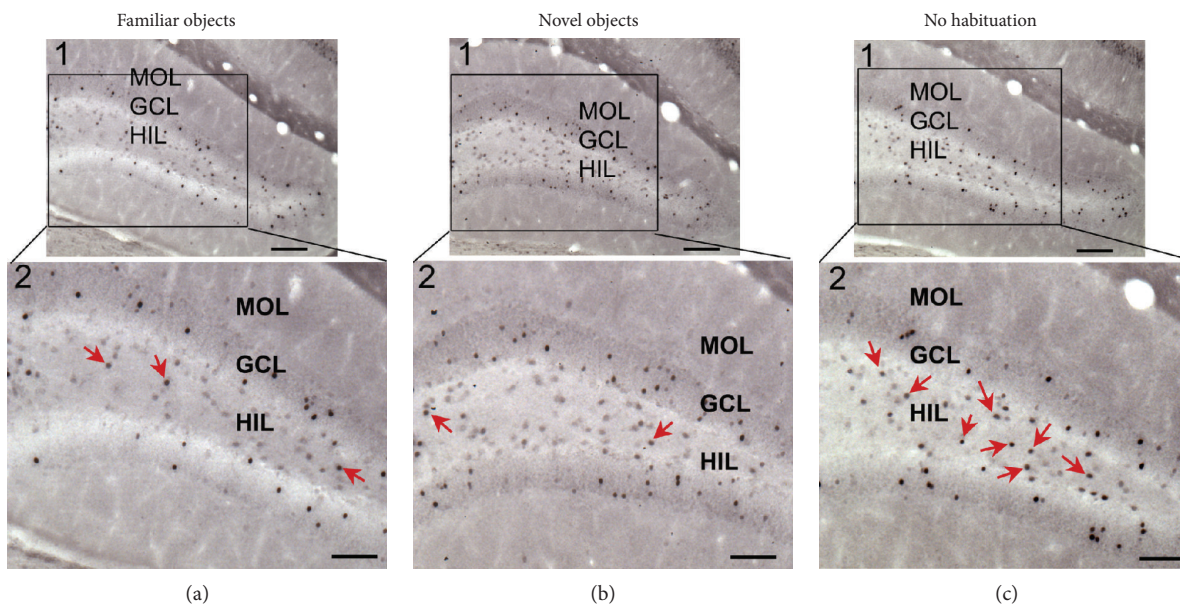 Familiar objects
Novel objects
No habituation
1
MOL
GCL
HIL
1
MOL
GCL
HIL
1
MOL
GCL
HIL
2
MOL
GCL
HIL
2
MOL
GCL
HIL
2
MOL
GCL
HIL
(a)
(b)
(c)